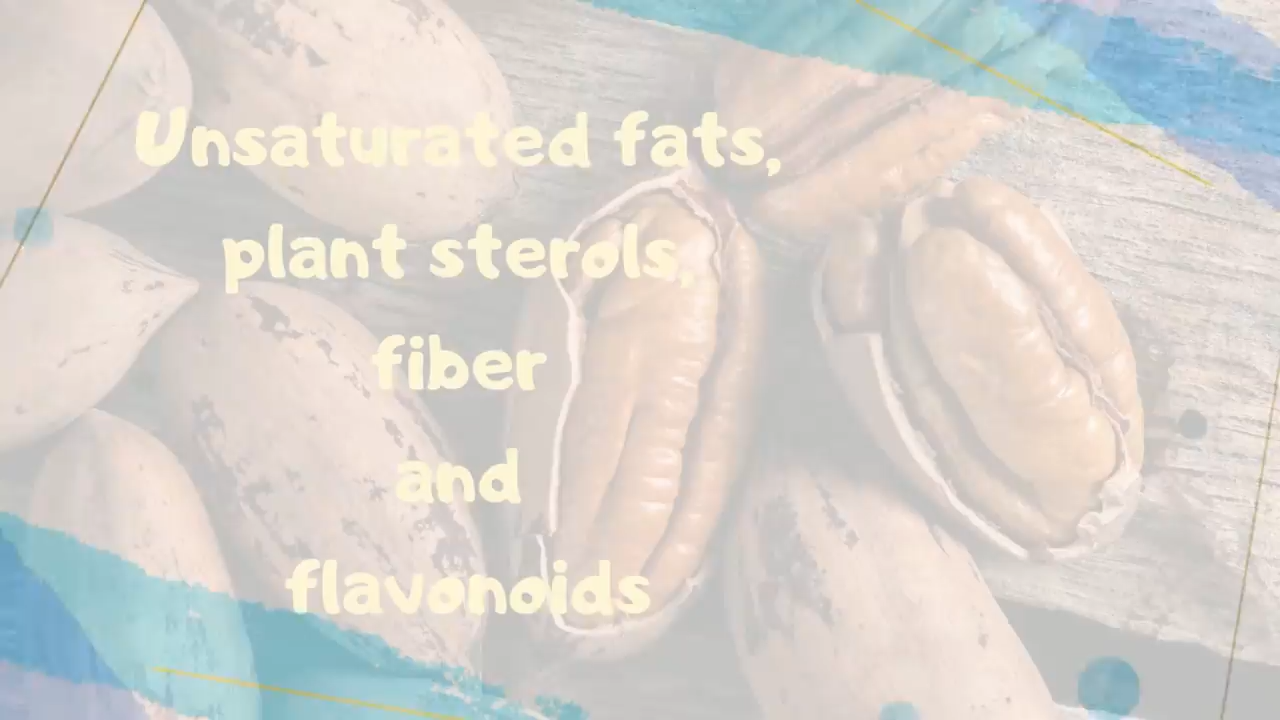 Unsaturated fats,
plant sterols,
fiber
and
flavonoids